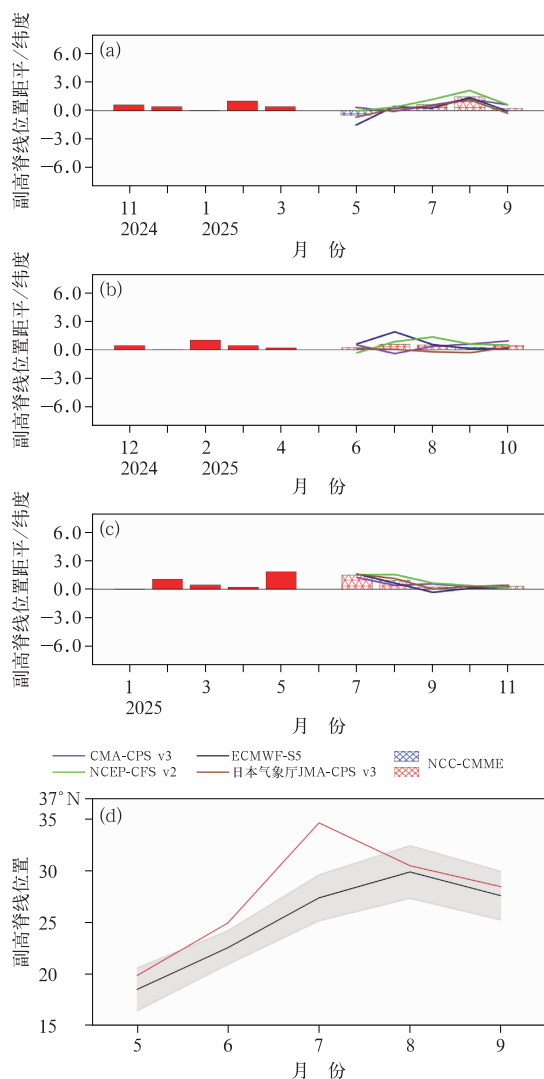 (a)
副高脊线位置距平/纬度
6.0
3.0
0.0
−3.0
−6.0
11 1 3 5 7 9
2024 2025
月 份
(b)
副高脊线位置距平/纬度
6.0
3.0
0.0
−3.0
−6.0
12 2 4 6 8 10
2024 2025
月 份
(c)
副高脊线位置距平/纬度
6.0
3.0
0.0
−3.0
−6.0
1 3 5 7 9 11
2025
月 份
CMA-CPS v3 ECMWF-S5 NCC-CMME
NCEP-CFS v2 日本气象厅JMA-CPS v3
(d)
副高脊线位置
37°N
35
30
25
20
15
5 6 7 8 9
月 份